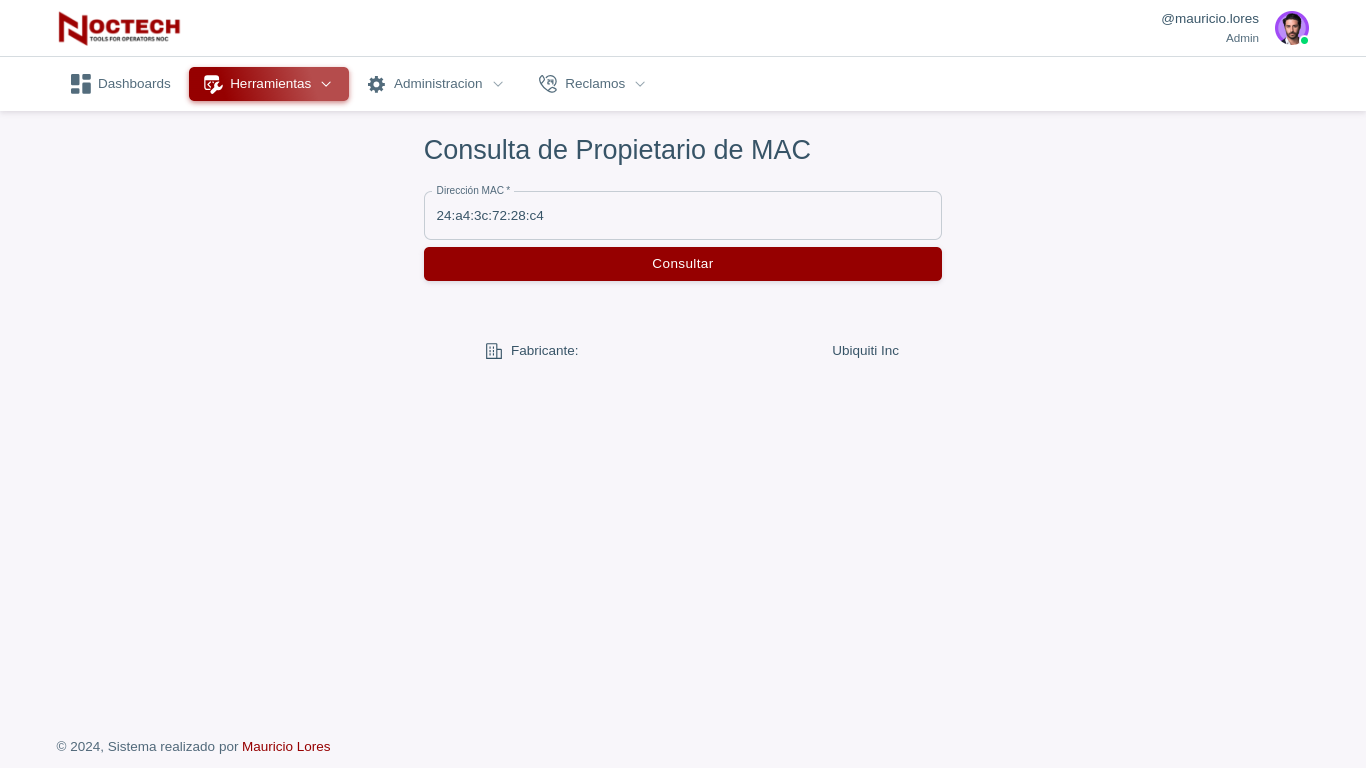 NOCTECH
TOOLS FOR OPERATORS NOC
@mauricio.lores
Admin
Dashboards
Herramientas
Administracion
Reclamos
Consulta de Propietario de MAC
Dirección MAC *
24:a4:3c:72:28:c4
Consultar
Fabricante:
Ubiquiti Inc
© 2024, Sistema realizado por Mauricio Lores